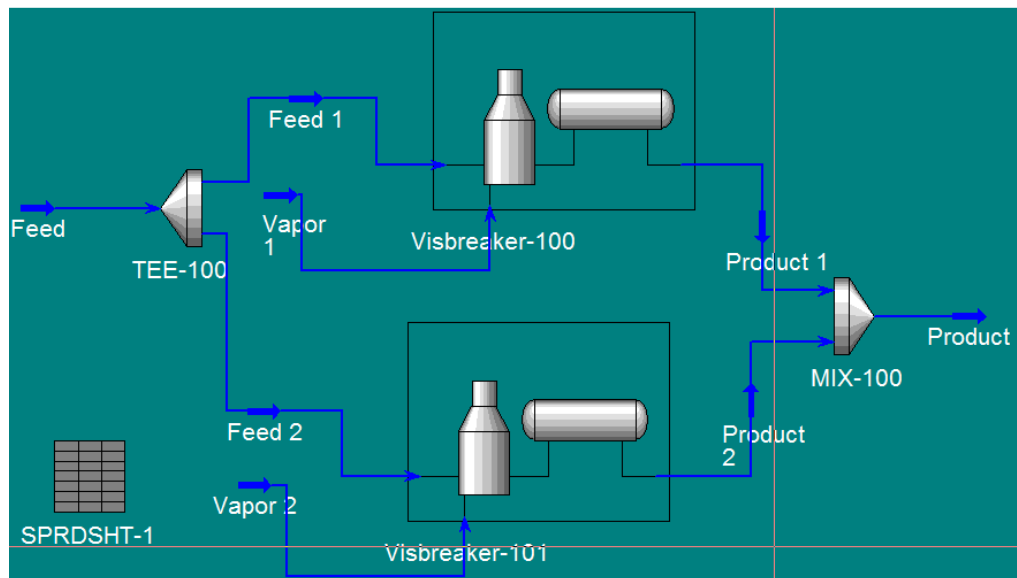 Feed 1
Feed
Vapor
1
TEE-100
Visbreaker-100
Product 1
Product
MIX-100
Feed 2
Product
2
Vapor 2
SPRDSHT-1
Visbreaker-101